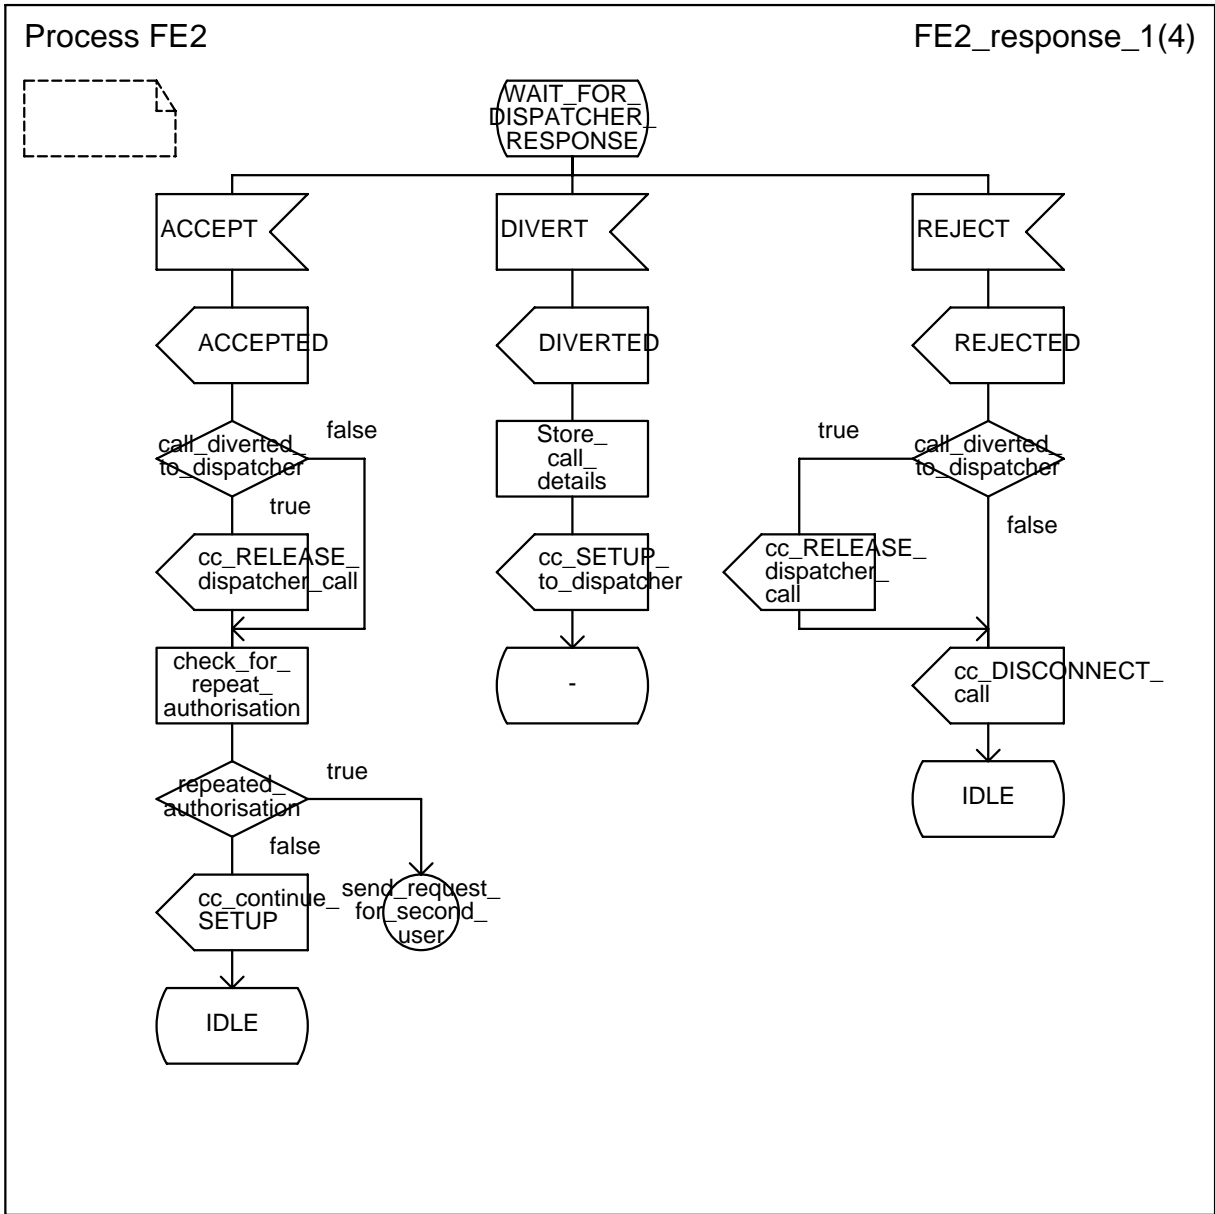 Process FE2
FE2_response_1(4)
WAIT_FOR_
DISPATCHER_
RESPONSE
ACCEPT
DIVERT
REJECT
ACCEPTED
DIVERTED
REJECTED
call_diverted_
to_dispatcher
false
true
Store_
call_
details
true
call_diverted_
to_dispatcher
false
cc_RELEASE_
dispatcher_call
cc_SETUP_
to_dispatcher
cc_RELEASE_
dispatcher_
call
check_for_
repeat_
authorisation
-
cc_DISCONNECT_
call
repeated_
authorisation
true
false
IDLE
cc_continue_
SETUP
send_request_
for_second_
user
IDLE